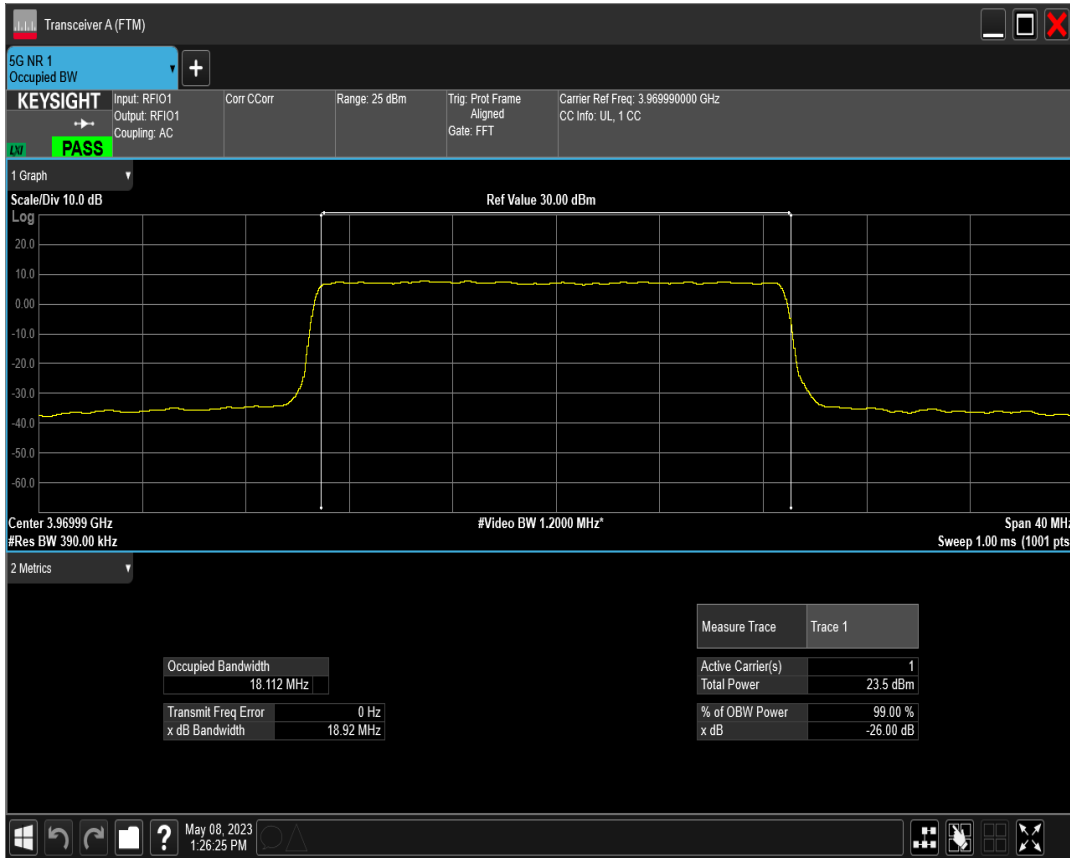 Transceiver A (FTM)
5G NR 1
Occupied BW
+
KEYSIGHT
LXI
PASS
Input: RFIO1
Output: RFIO1
Coupling: AC
Corr CCorr
Range: 25 dBm
Trig: Prot Frame
Aligned
Gate: FFT
Carrier Ref Freq: 3.969990000 GHz
CC Info: UL, 1 CC
1 Graph
Scale/Div 10.0 dB
Ref Value 30.00 dBm
Log
20.0
10.0
0.00
-10.0
-20.0
-30.0
-40.0
-50.0
-60.0
Center 3.96999 GHz
#Video BW 1.2000 MHz*
Span 40 MHz
#Res BW 390.00 kHz
Sweep 1.00 ms (1001 pts
2 Metrics
Measure Trace Trace 1
Occupied Bandwidth
18.112 MHz
Active Carrier(s) 1
Total Power 23.5 dBm
Transmit Freq Error 0 Hz
x dB Bandwidth 18.92 MHz
% of OBW Power 99.00 %
x dB -26.00 dB
?
May 08, 2023
1:26:25 PM